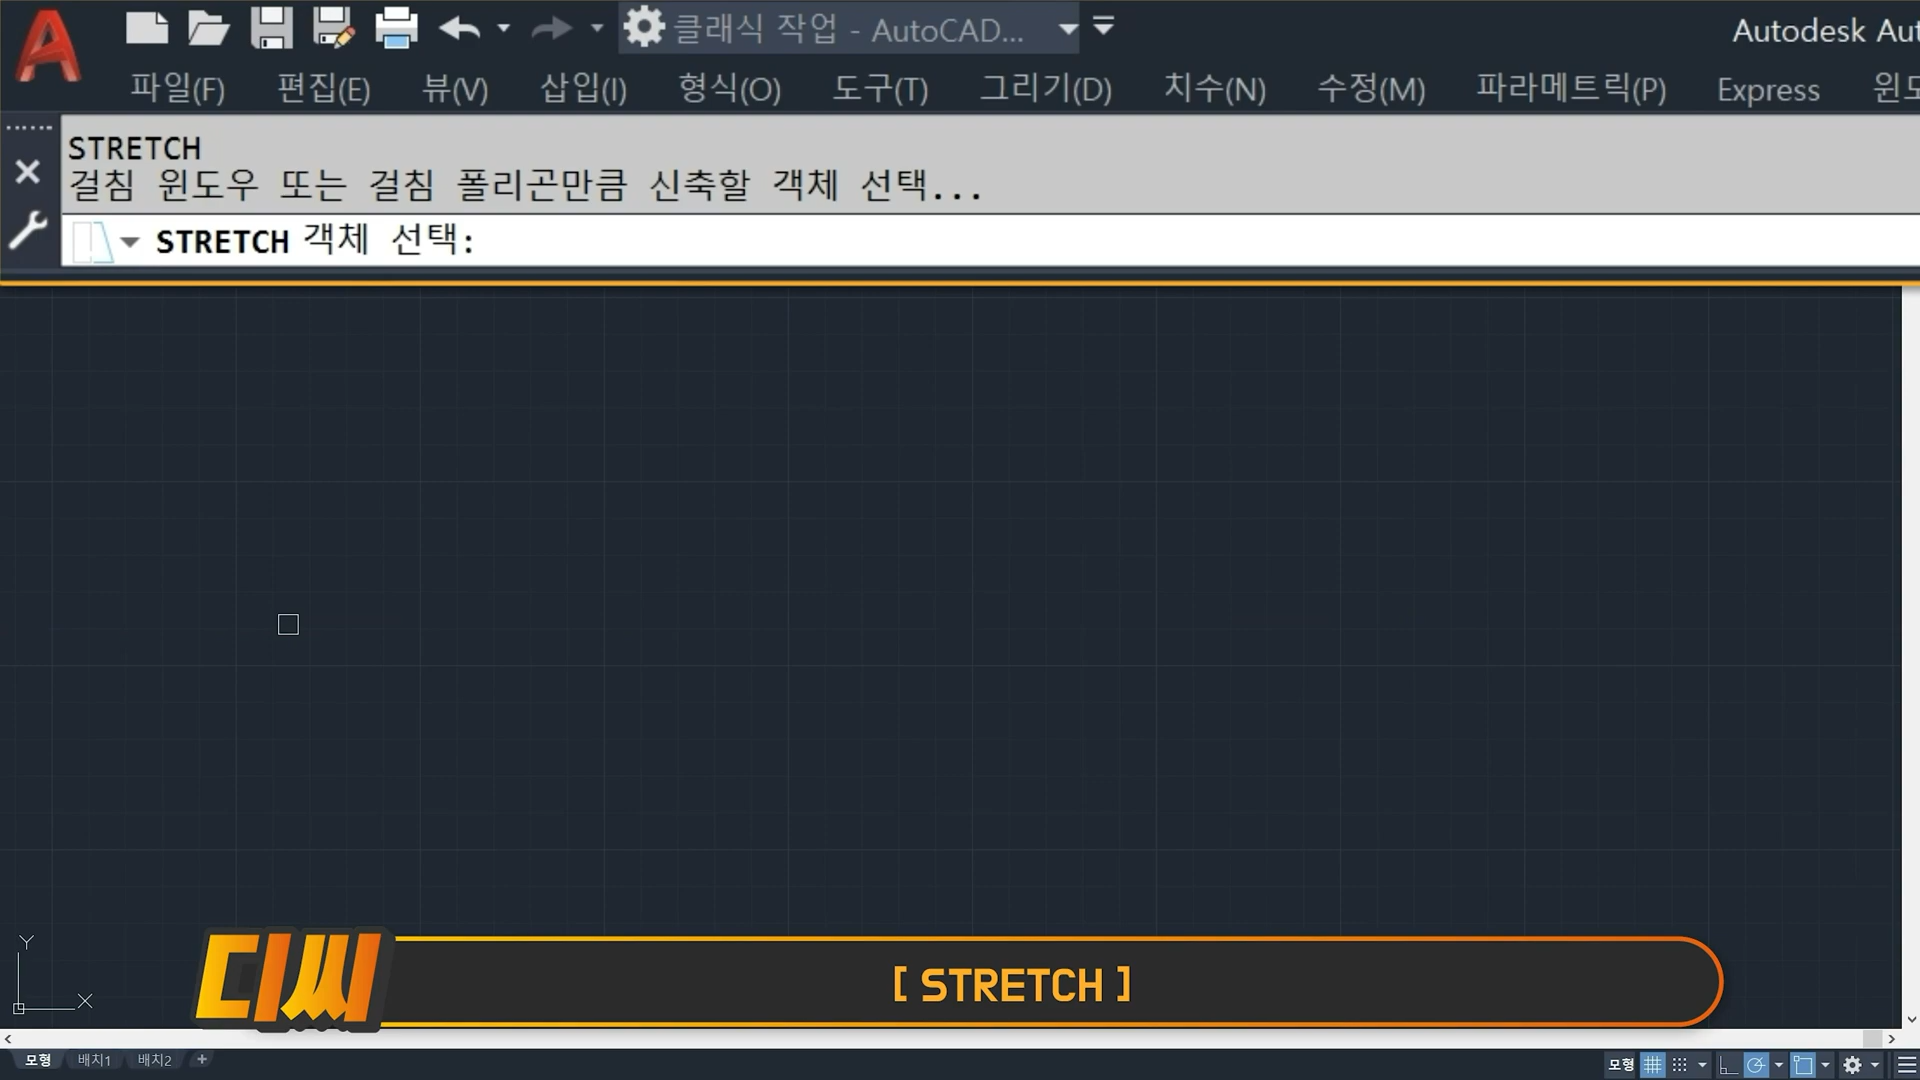 클래식 작업 - AutoCAD...
Autodesk Aut
파일(F) 편집(E) 뷰(V) 삽입(I) 형식(O) 도구(T) 그리기(D) 치수(N) 수정(M) 파라메트릭(P) Express 윈도
STRETCH
걸침 윈도우 또는 걸침 폴리곤만큼 신축할 객체 선택...
STRETCH 객체 선택:
Y
X
[ STRETCH ]
모형 배치1 배치2 +
모형